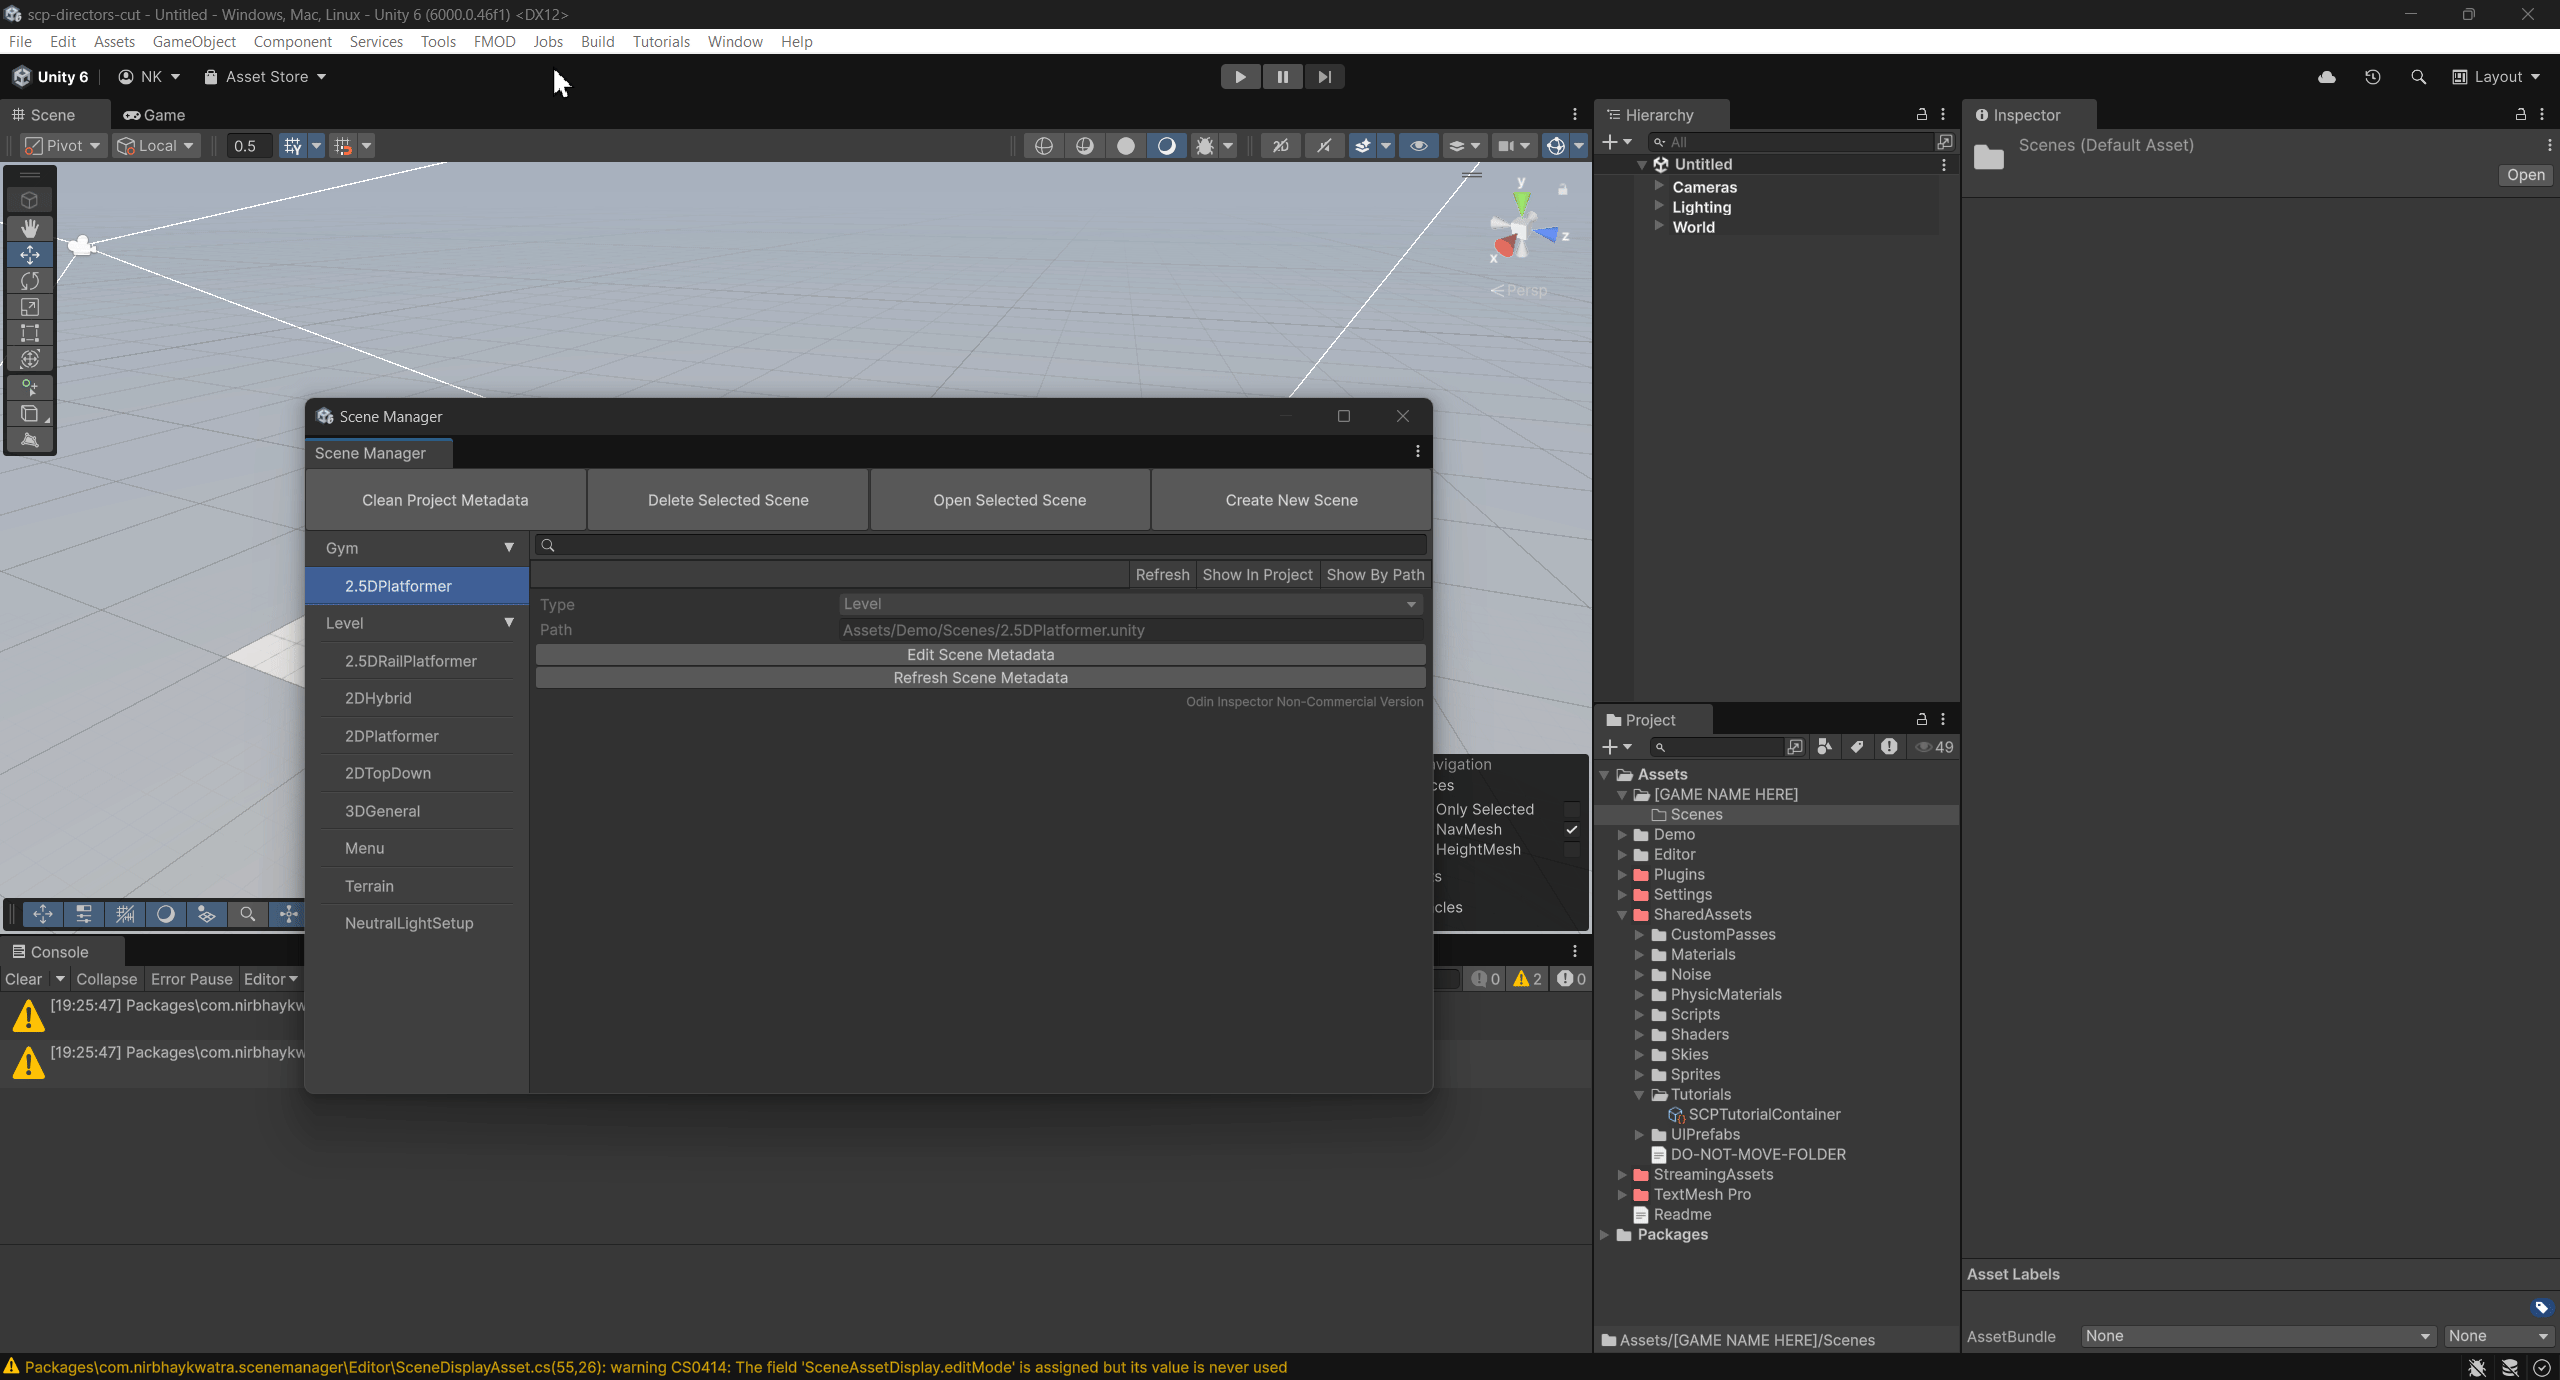 scp-directors-cut - Untitled - Windows, Mac, Linux - Unity 6 (6000.0.46f1) <DX12>
File Edit Assets GameObject Component Services Tools FMOD Jobs Build Tutorials Window Help
Unity 6 NK Asset Store Layout
Scene Game
Pivot Local 0.5 2D
y
z
x
Persp
Scene Manager
Scene Manager
Clean Project Metadata Delete Selected Scene Open Selected Scene Create New Scene
Gym
2.5DPlatformer
Level
2.5DRailPlatformer
2DHybrid
2DPlatformer
2DTopDown
3DGeneral
Menu
Terrain
NeutralLightSetup
Refresh Show In Project Show By Path
Type Level
Path Assets/Demo/Scenes/2.5DPlatformer.unity
Edit Scene Metadata
Refresh Scene Metadata
Odin Inspector Non-Commercial Version
vigation
ces
Only Selected
NavMesh
HeightMesh
s
cles
Console
Clear Collapse Error Pause Editor 0 2 0
[19:25:47] Packages\com.nirbhaykw
[19:25:47] Packages\com.nirbhaykw
Hierarchy
All
Untitled
Cameras
Lighting
World
Project
49
Assets
[GAME NAME HERE]
Scenes
Demo
Editor
Plugins
Settings
SharedAssets
CustomPasses
Materials
Noise
PhysicMaterials
Scripts
Shaders
Skies
Sprites
Tutorials
SCPTutorialContainer
UIPrefabs
DO-NOT-MOVE-FOLDER
StreamingAssets
TextMesh Pro
Readme
Packages
Assets/[GAME NAME HERE]/Scenes
Inspector
Scenes (Default Asset)
Open
Asset Labels
AssetBundle None None
Packages\com.nirbhaykwatra.scenemanager\Editor\SceneDisplayAsset.cs(55,26): warning CS0414: The field 'SceneAssetDisplay.editMode' is assigned but its value is never used